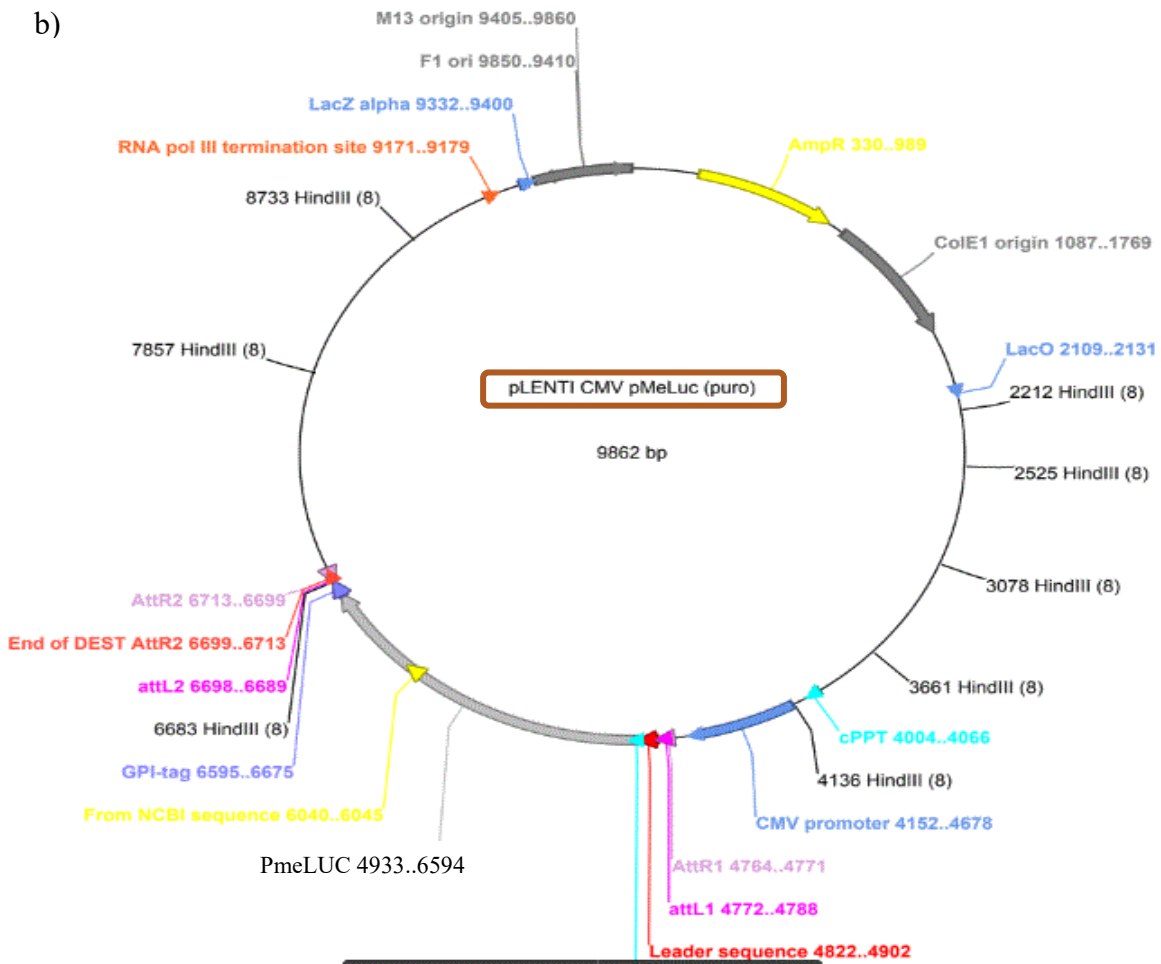 b)
M13 origin 9405..9860
F1 ori 9850..9410
LacZ alpha 9332..9400
RNA pol III termination site 9171..9179
AmpR 330..989
8733 HindIII (8)
ColE1 origin 1087..1769
7857 HindIII (8)
LacO 2109..2131
2212 HindIII (8)
pLENTI CMV pMeLuc (puro)
9862 bp
2525 HindIII (8)
3078 HindIII (8)
AttR2 6713..6699
End of DEST AttR2 6699..6713
attL2 6698..6689
3661 HindIII (8)
6683 HindIII (8)
cPPT 4004..4066
GPI-tag 6595..6675
4136 HindIII (8)
From NCBI sequence 6040..6045
CMV promoter 4152..4678
PmeLUC 4933..6594
AttR1 4764..4771
attL1 4772..4788
Leader sequence 4822..4902